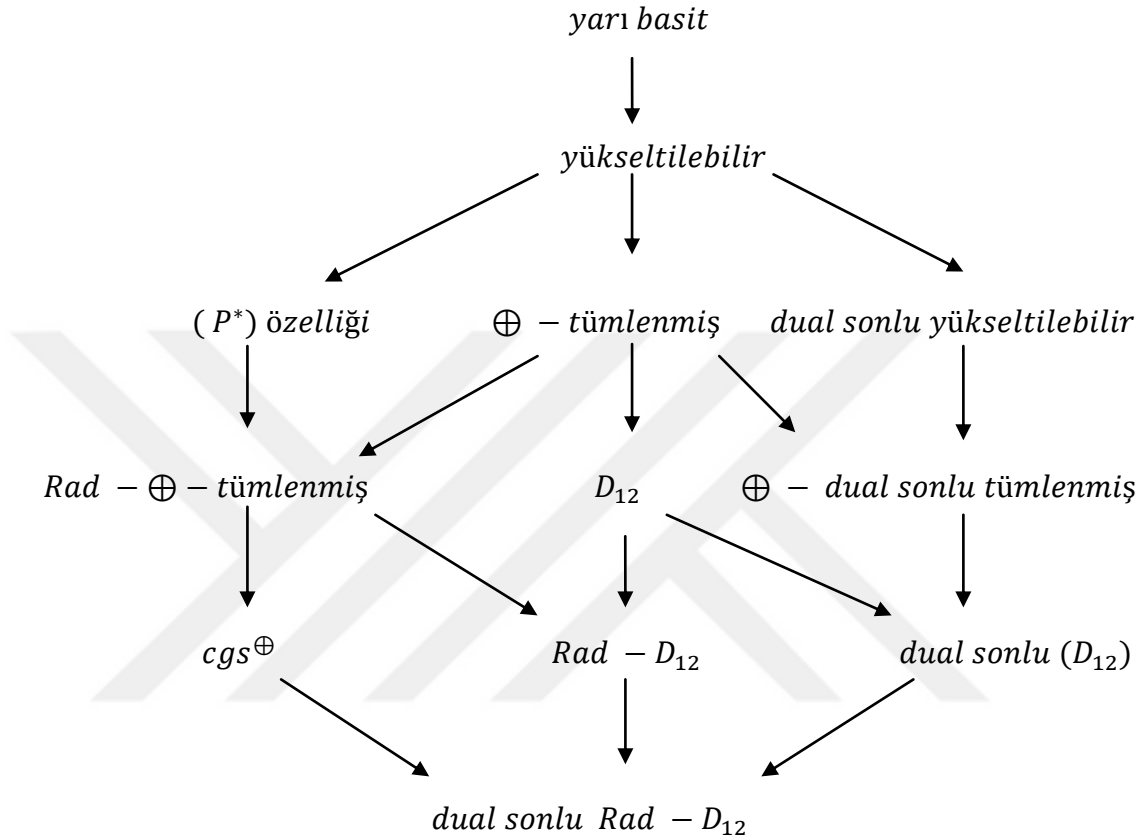 yarı basit
yükseltilebilir
( P*) özelliği ⊕ − tümlenmiş dual sonlu yükseltilebilir
Rad − ⊕ − tümlenmiş D₁₂ ⊕ − dual sonlu tümlenmiş
cgs⊕ Rad − D₁₂ dual sonlu (D₁₂)
dual sonlu Rad − D₁₂